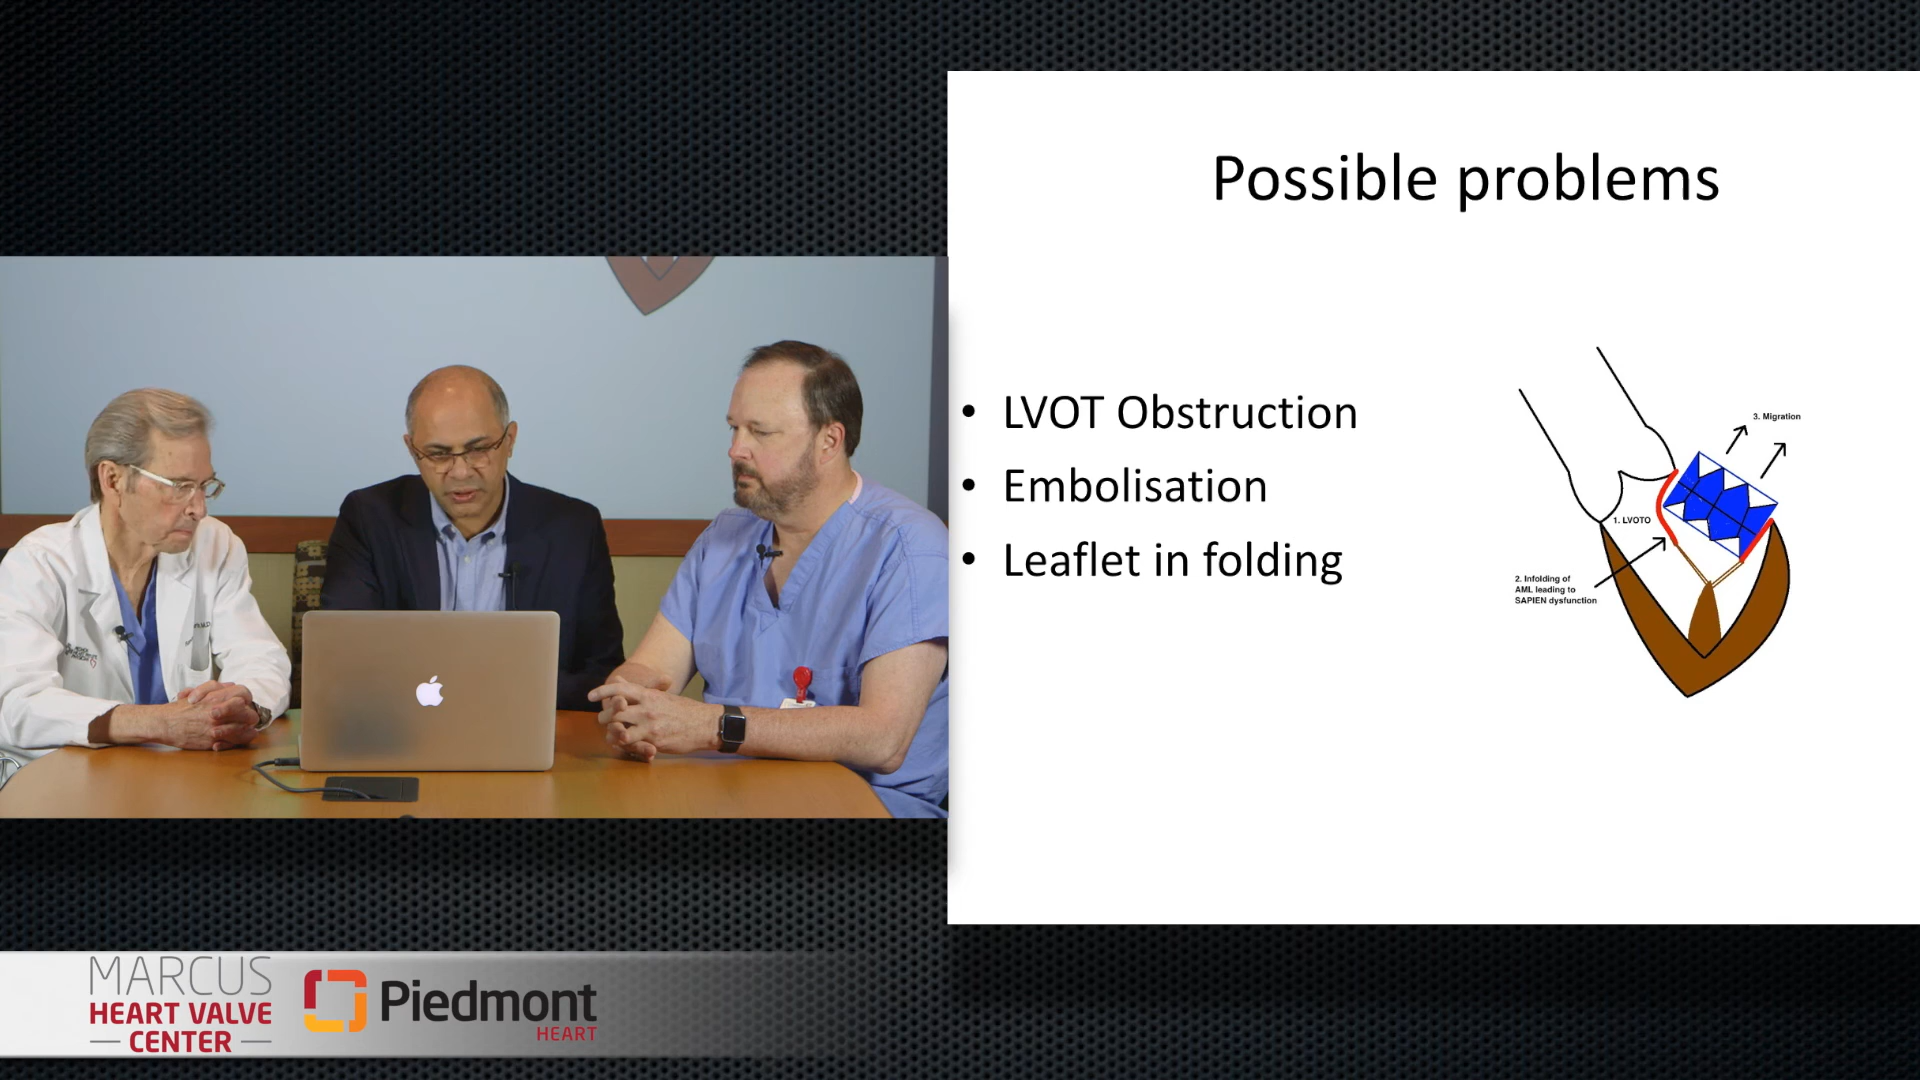 Possible problems
• LVOT Obstruction
• Embolisation
• Leaflet in folding
3. Migration
1. LVOTO
2. Infolding of
AML leading to
SAPIEN dysfunction
MARCUS
HEART VALVE
CENTER
Piedmont
HEART